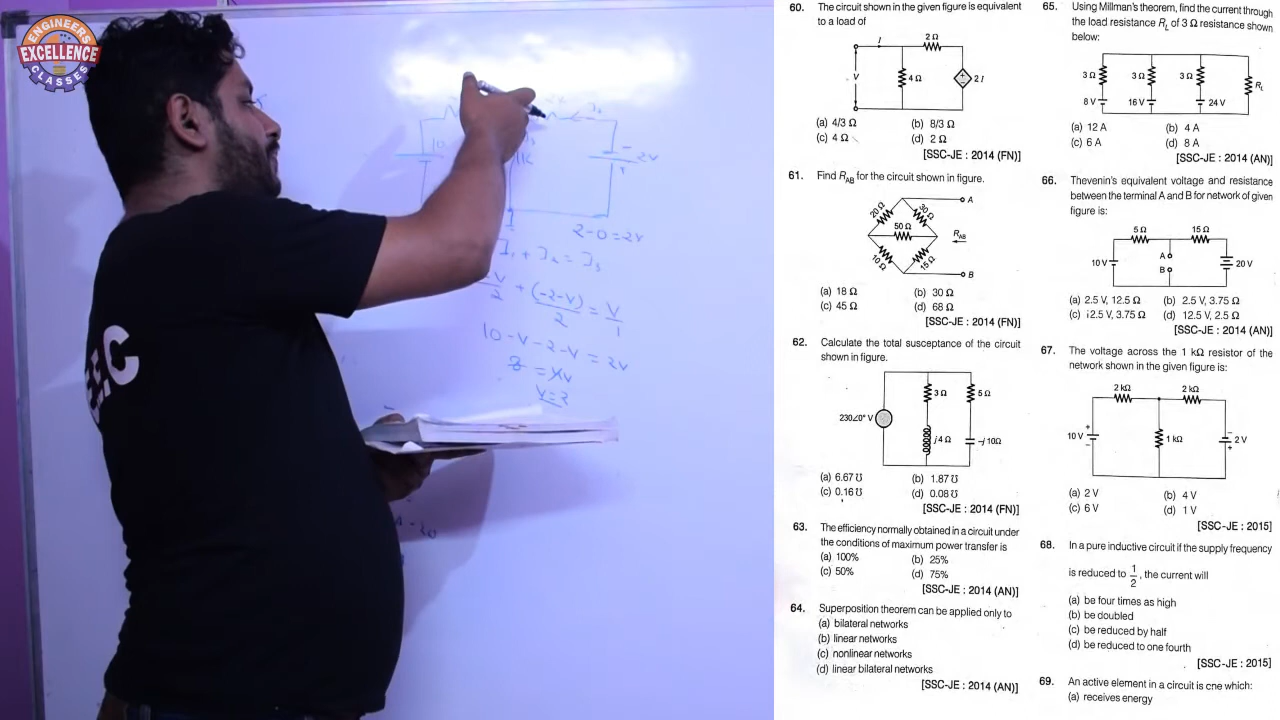 ENGINEERS
EXCELLENCE
CLASSES
10
1K
2V
2-0=2V
I₁ + I₂ = I₃
-V/2 + (-2-V)/2 = V/1
10-V-2-V = 2V
8 = 4V
V=2
60. The circuit shown in the given figure is equivalent
to a load of
I
2 Ω
V
4 Ω
2 I
(a) 4/3 Ω (b) 8/3 Ω
(c) 4 Ω (d) 2 Ω
[SSC-JE : 2014 (FN)]
61. Find R_AB for the circuit shown in figure.
A
20 Ω
30 Ω
50 Ω
R_AB
10 Ω
15 Ω
B
(a) 18 Ω (b) 30 Ω
(c) 45 Ω (d) 68 Ω
[SSC-JE : 2014 (FN)]
62. Calculate the total susceptance of the circuit
shown in figure.
3 Ω
5 Ω
230∠0° V
j4 Ω
-j 10Ω
(a) 6.67 ℧ (b) 1.87 ℧
(c) 0.16 ℧ (d) 0.08 ℧
[SSC-JE : 2014 (FN)]
63. The efficiency normally obtained in a circuit under
the conditions of maximum power transfer is
(a) 100% (b) 25%
(c) 50% (d) 75%
[SSC-JE : 2014 (AN)]
64. Superposition theorem can be applied only to
(a) bilateral networks
(b) linear networks
(c) nonlinear networks
(d) linear bilateral networks
[SSC-JE : 2014 (AN)]
65. Using Millman's theorem, find the current through
the load resistance R_L of 3 Ω resistance shown
below:
3 Ω
3 Ω
3 Ω
R_L
8 V
16 V
24 V
(a) 12 A (b) 4 A
(c) 6 A (d) 8 A
[SSC-JE : 2014 (AN)]
66. Thevenin's equivalent voltage and resistance
between the terminal A and B for network of given
figure is:
5 Ω
15 Ω
A
10 V
20 V
B
(a) 2.5 V, 12.5 Ω (b) 2.5 V, 3.75 Ω
(c) 12.5 V, 3.75 Ω (d) 12.5 V, 2.5 Ω
[SSC-JE : 2014 (AN)]
67. The voltage across the 1 kΩ resistor of the
network shown in the given figure is:
2 kΩ
2 kΩ
10 V
1 kΩ
2 V
(a) 2 V (b) 4 V
(c) 6 V (d) 1 V
[SSC-JE : 2015]
68. In a pure inductive circuit if the supply frequency
is reduced to 1/2, the current will
(a) be four times as high
(b) be doubled
(c) be reduced by half
(d) be reduced to one fourth
[SSC-JE : 2015]
69. An active element in a circuit is one which:
(a) receives energy